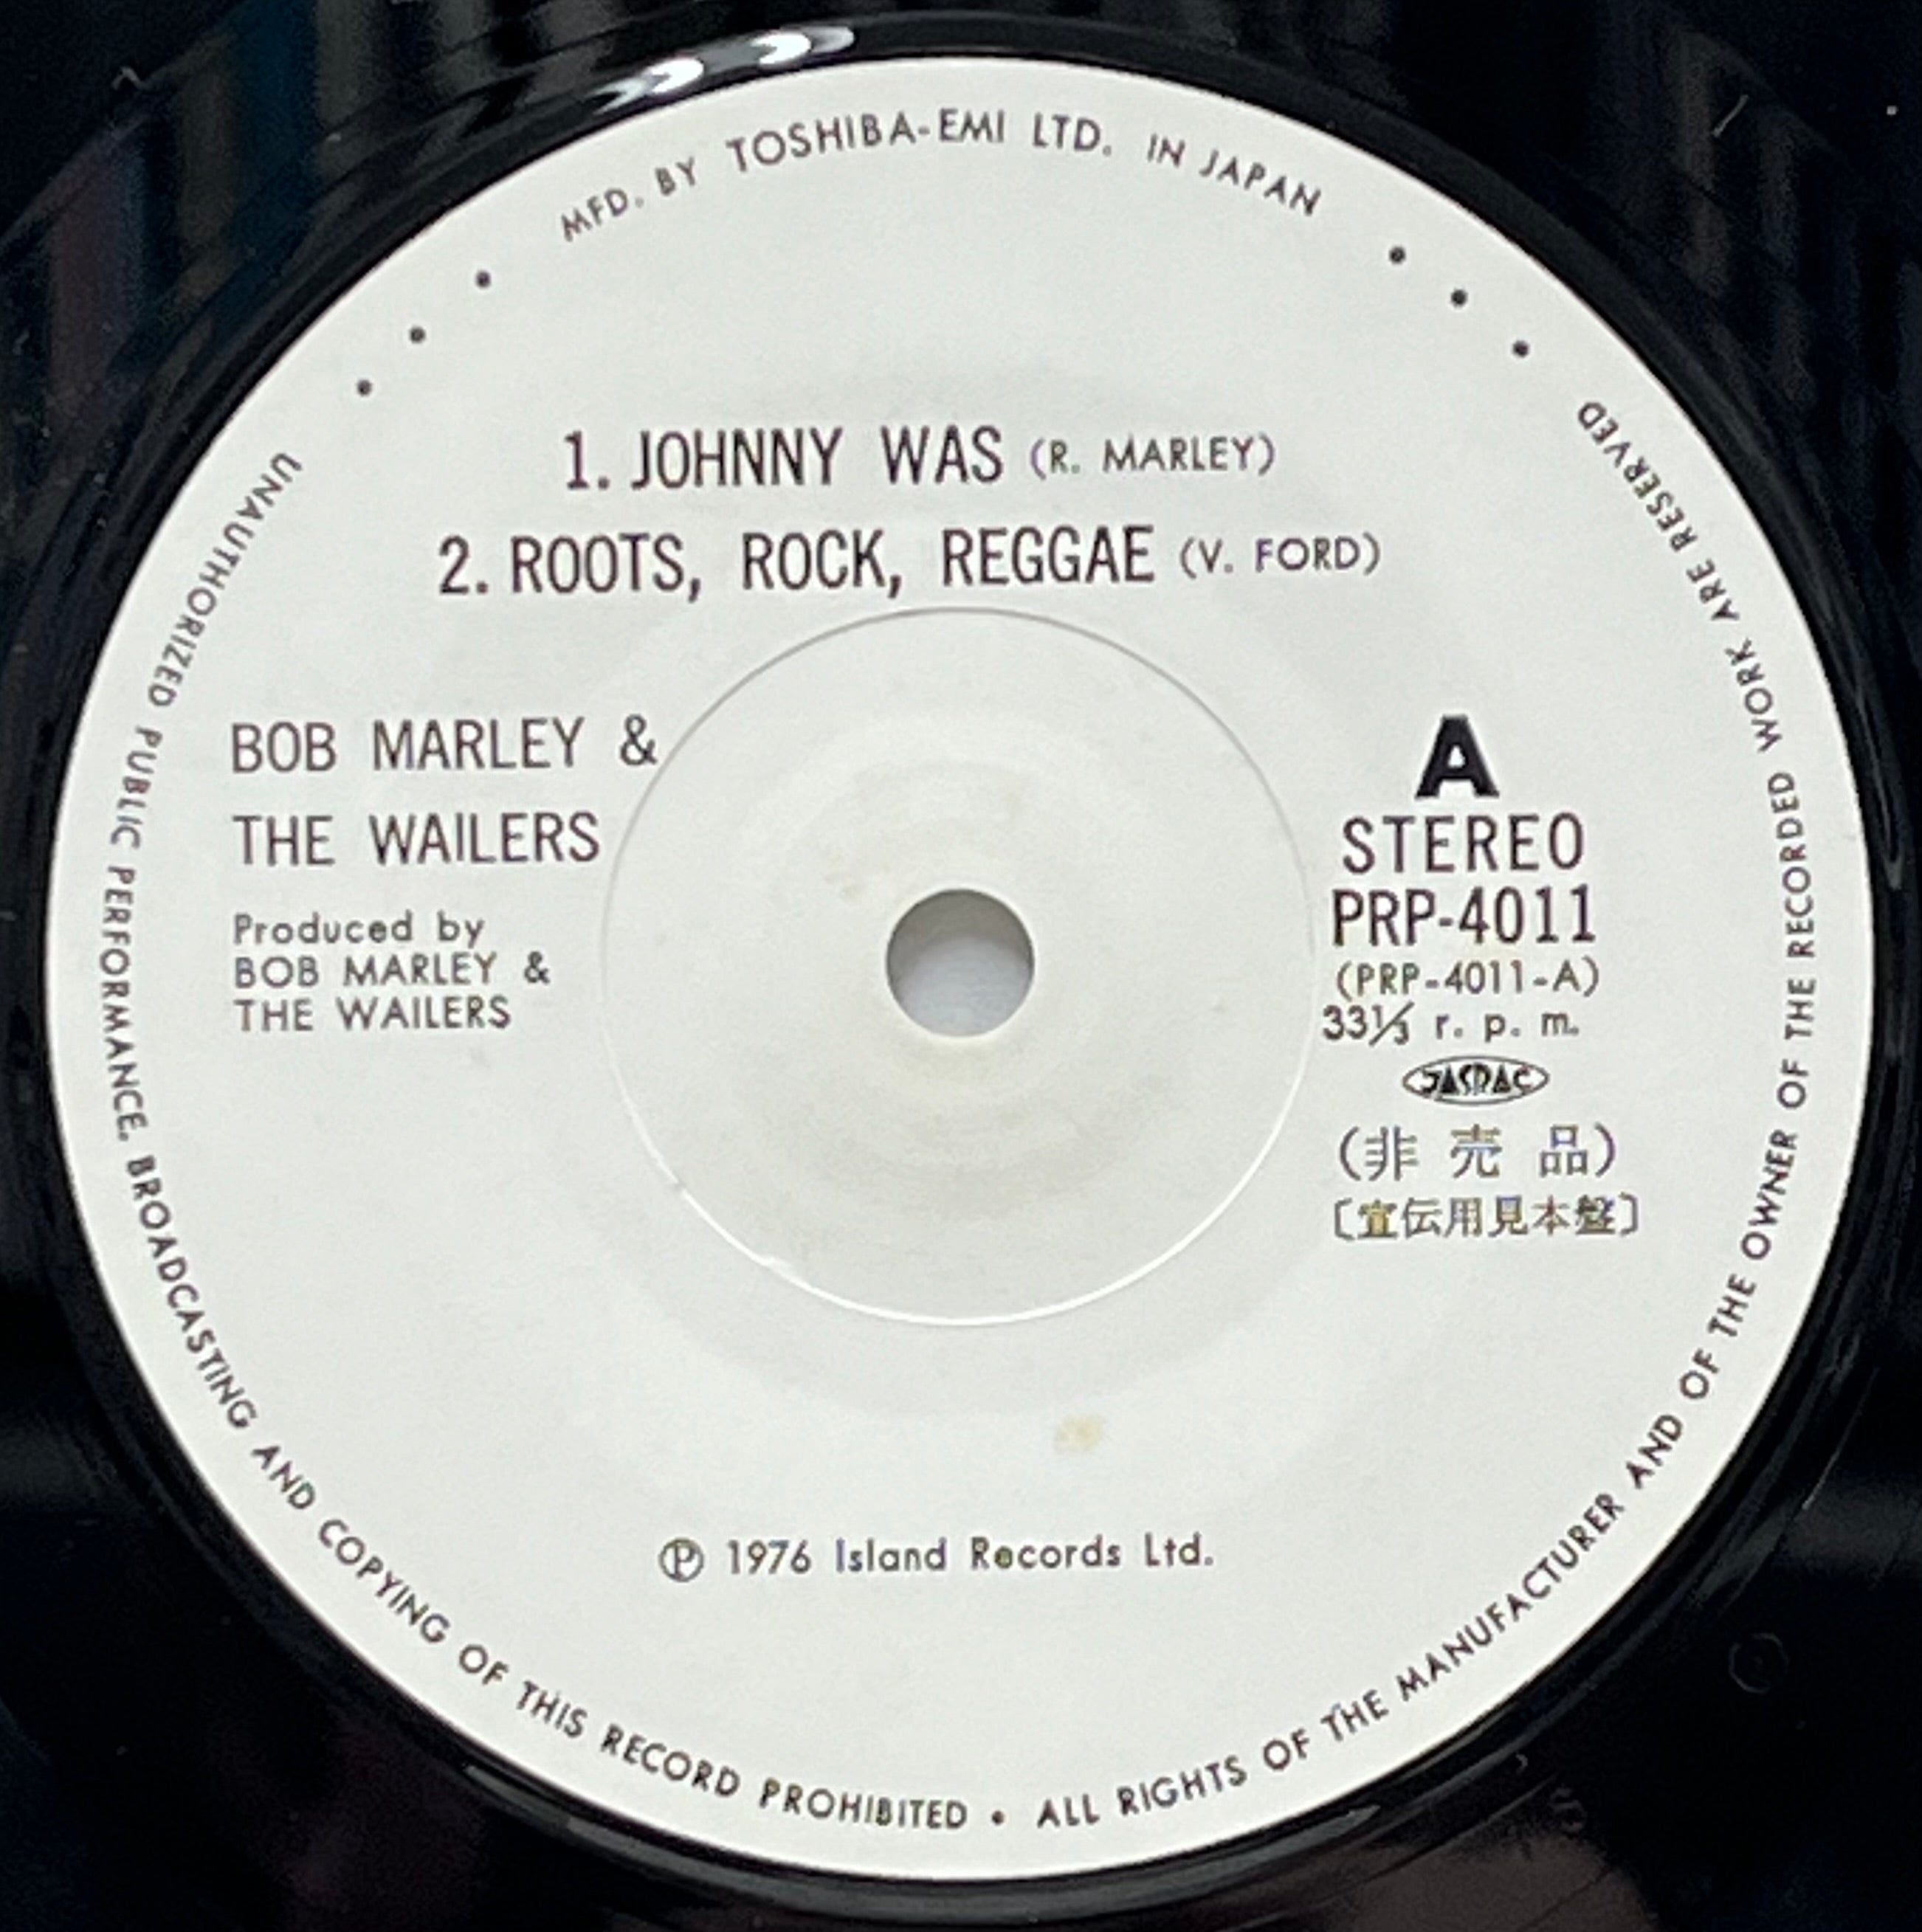 MFD. BY TOSHIBA-EMI LTD. IN JAPAN
1. JOHNNY WAS (R. MARLEY)
2. ROOTS, ROCK, REGGAE (V. FORD)
BOB MARLEY &
THE WAILERS
Produced by
BOB MARLEY &
THE WAILERS
A
STEREO
PRP-4011
(PRP-4011-A)
33⅓ r. p. m.
JASRAC
(非 売 品)
〔宣伝用見本盤〕
Ⓟ 1976 Island Records Ltd.
UNAUTHORIZED PUBLIC PERFORMANCE. BROADCASTING AND COPYING OF THIS RECORD PROHIBITED • ALL RIGHTS OF THE MANUFACTURER AND OF THE OWNER OF THE RECORDED WORK ARE RESERVED